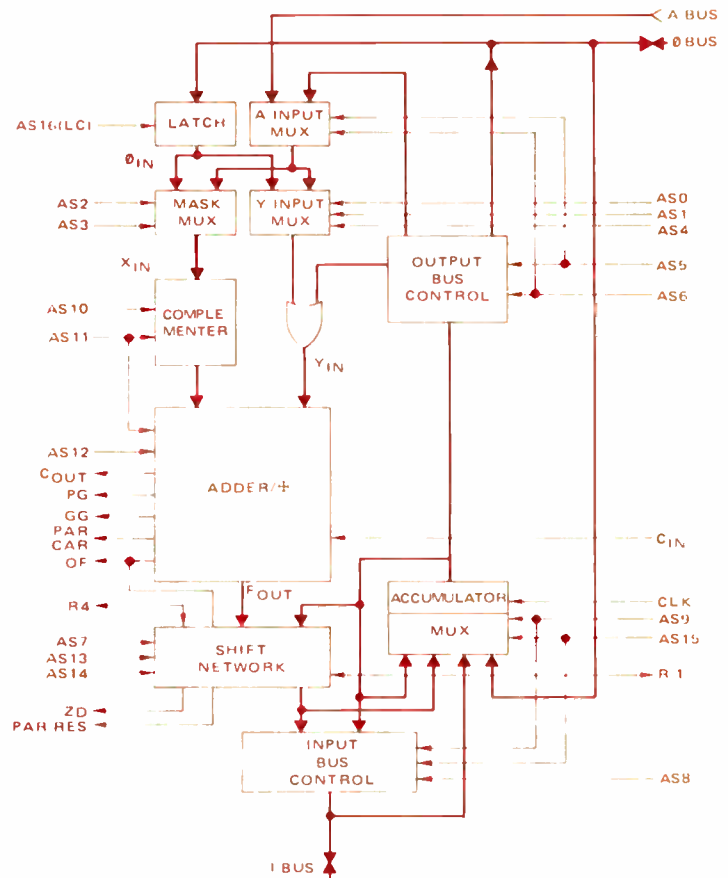 A BUS
Ø BUS
AS16(LC)
LATCH
A INPUT
MUX
ØIN
AS2
AS3
MASK
MUX
Y INPUT
MUX
AS0
AS1
AS4
XIN
OUTPUT
BUS
CONTROL
AS5
AS6
AS10
AS11
COMPLE
MENTER
YIN
AS12
COUT
PG
GG
PAR
CAR
OF
ADDER/∔
CIN
FOUT
R4
AS7
AS13
AS14
SHIFT
NETWORK
ACCUMULATOR
MUX
CLK
AS9
AS15
R 1
ZD
PAR RES
INPUT
BUS
CONTROL
AS8
I BUS